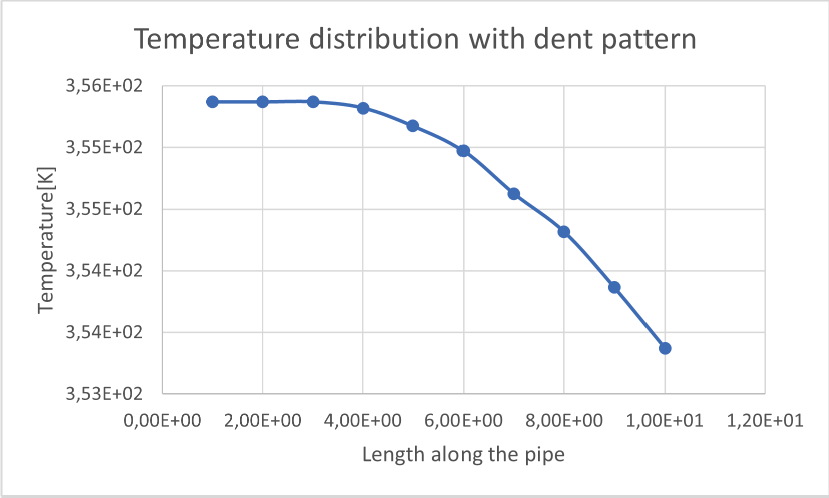 Temperature distribution with dent pattern
3,56E+02
3,55E+02
3,55E+02
3,54E+02
3,54E+02
3,53E+02
Temperature[K]
0,00E+00 2,00E+00 4,00E+00 6,00E+00 8,00E+00 1,00E+01 1,20E+01
Length along the pipe